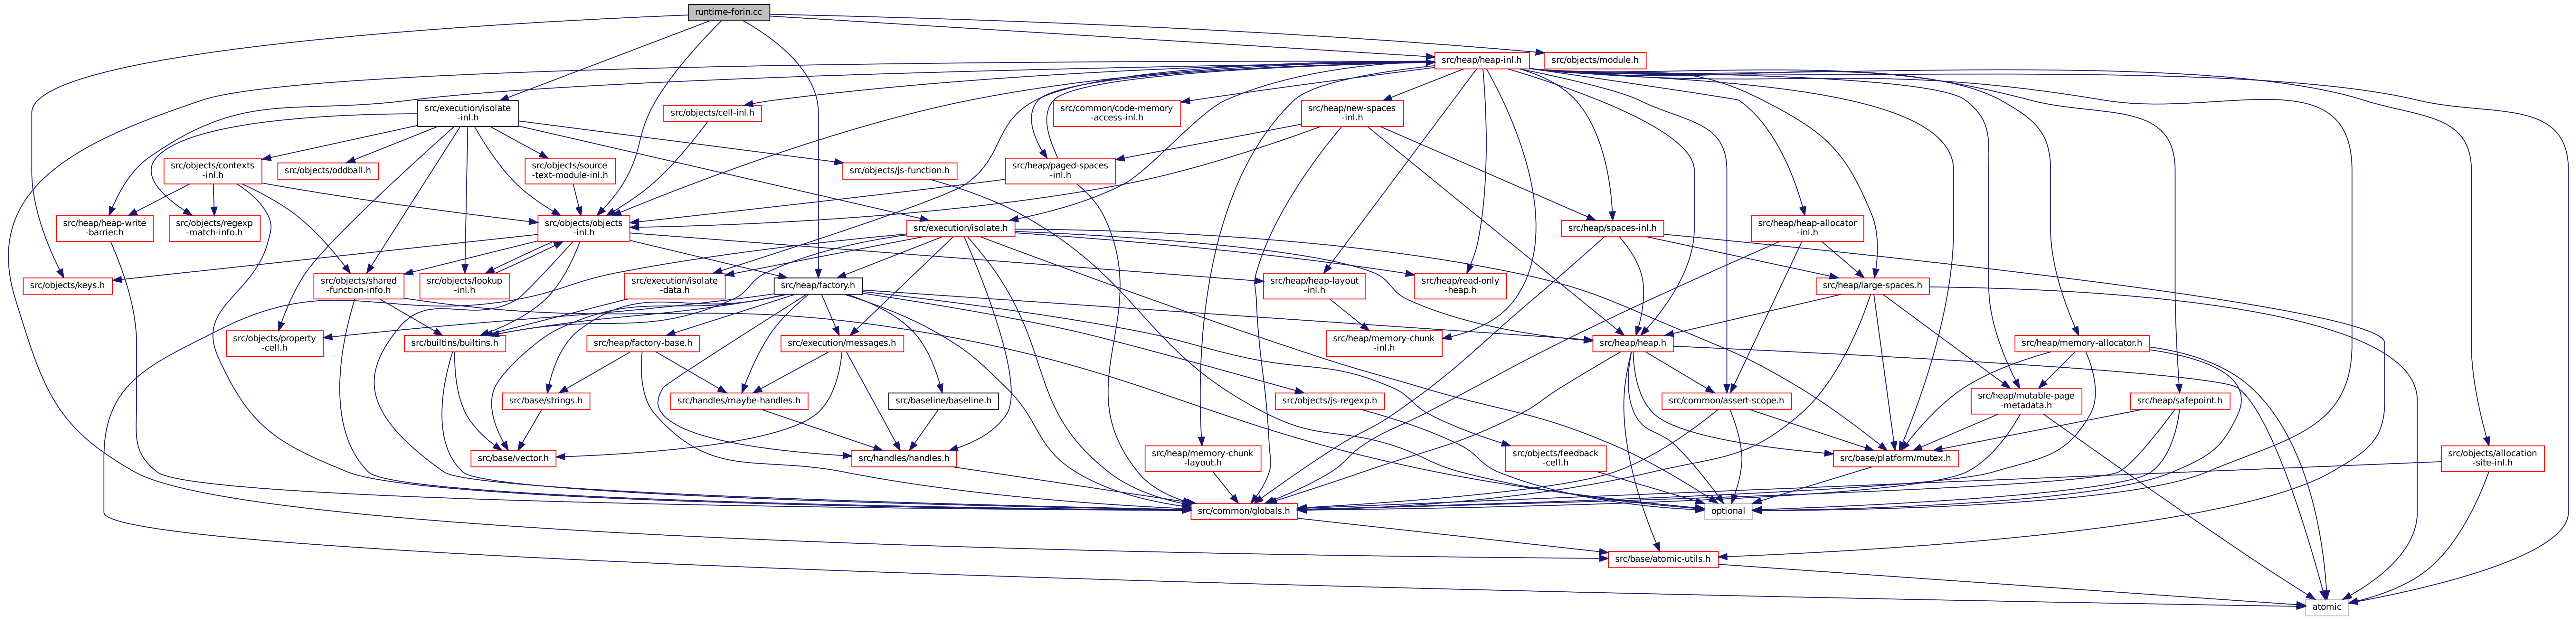 runtime-forin.cc
src/heap/heap-inl.h
src/objects/module.h
src/execution/isolate
-inl.h
src/objects/cell-inl.h
src/common/code-memory
-access-inl.h
src/heap/new-spaces
-inl.h
src/objects/contexts
-inl.h
src/objects/oddball.h
src/objects/source
-text-module-inl.h
src/objects/js-function.h
src/heap/paged-spaces
-inl.h
src/heap/heap-write
-barrier.h
src/objects/regexp
-match-info.h
src/objects/objects
-inl.h
src/execution/isolate.h
src/heap/spaces-inl.h
src/heap/heap-allocator
-inl.h
src/objects/keys.h
src/objects/shared
-function-info.h
src/objects/lookup
-inl.h
src/execution/isolate
-data.h
src/heap/factory.h
src/heap/heap-layout
-inl.h
src/heap/read-only
-heap.h
src/heap/large-spaces.h
src/objects/property
-cell.h
src/builtins/builtins.h
src/heap/factory-base.h
src/execution/messages.h
src/heap/memory-chunk
-inl.h
src/heap/heap.h
src/heap/memory-allocator.h
src/base/strings.h
src/handles/maybe-handles.h
src/baseline/baseline.h
src/objects/js-regexp.h
src/common/assert-scope.h
src/heap/mutable-page
-metadata.h
src/heap/safepoint.h
src/base/vector.h
src/handles/handles.h
src/heap/memory-chunk
-layout.h
src/objects/feedback
-cell.h
src/base/platform/mutex.h
src/objects/allocation
-site-inl.h
src/common/globals.h
optional
src/base/atomic-utils.h
atomic